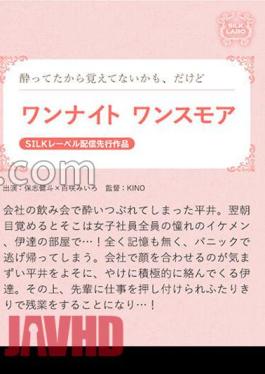 SILK
LABO
酔ってたから覚えてないかも、だけど
ワンナイト ワンスモア
SILKレーベル配信先行作品
出演：保志健斗×百咲みいろ　監督：KINO
会社の飲み会で酔いつぶれてしまった平井。翌朝
目覚めるとそこは女子社員全員の憧れのイケメン、
伊達の部屋で…！全く記憶も無く、パニックで
逃げ帰ってしまう。会社で顔を合わせるのが気まず
い平井をよそに、やけに積極的に絡んでくる伊
達。その上、先輩に仕事を押し付けられふたりき
りで残業をすることになり…！
JAVHD